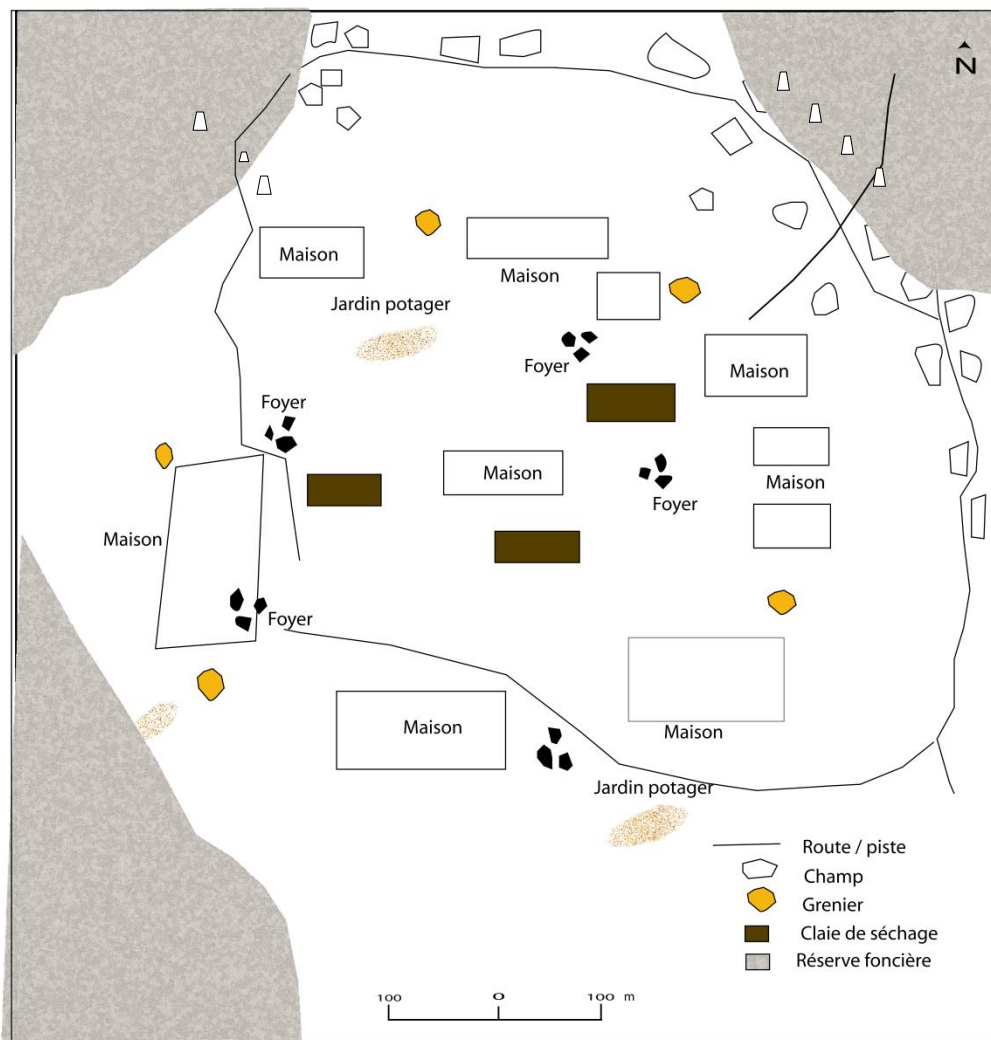 N
Maison
Maison
Jardin potager
Foyer
Maison
Foyer
Maison
Maison
Foyer
Maison
Foyer
Maison
Maison
Jardin potager
Route / piste
Champ
Grenier
Claie de séchage
Réserve foncière
100 0 100 m